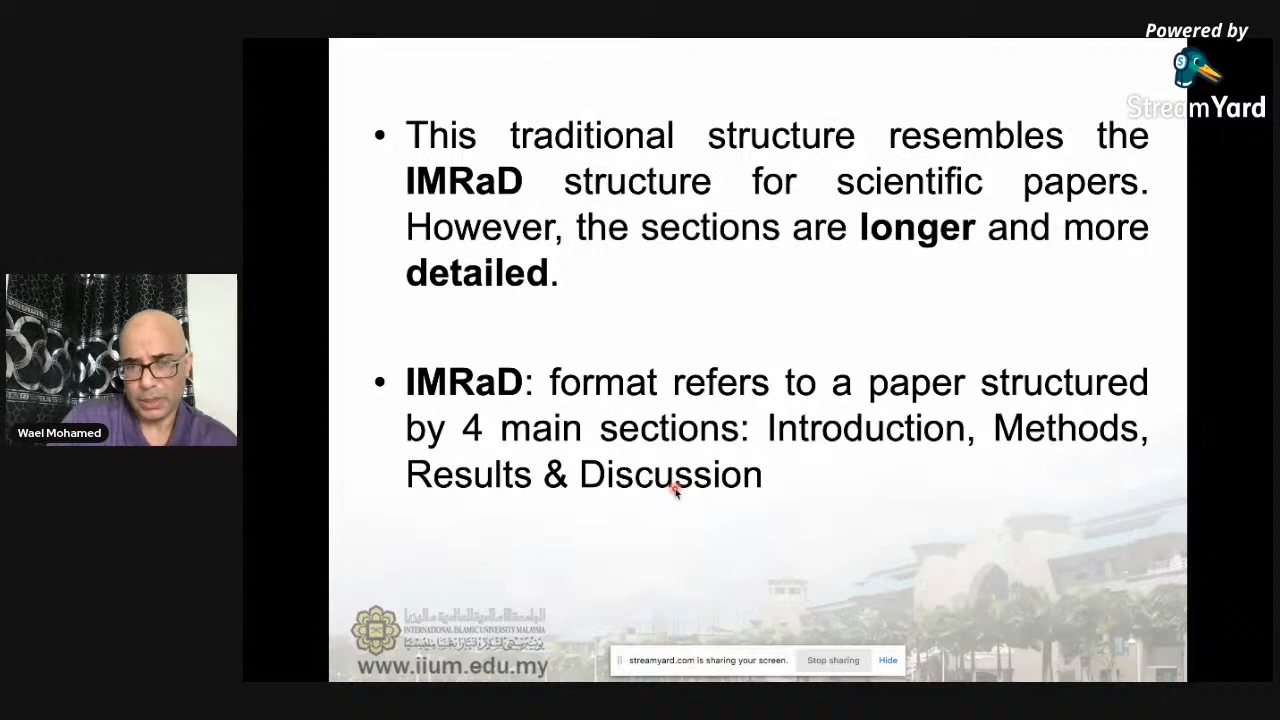 Powered by
StreamYard
• This traditional structure resembles the
IMRaD structure for scientific papers.
However, the sections are longer and more
detailed.
• IMRaD: format refers to a paper structured
by 4 main sections: Introduction, Methods,
Results & Discussion
Wael Mohamed
INTERNATIONAL ISLAMIC UNIVERSITY MALAYSIA
www.iium.edu.my
streamyard.com is sharing your screen.
Stop sharing
Hide